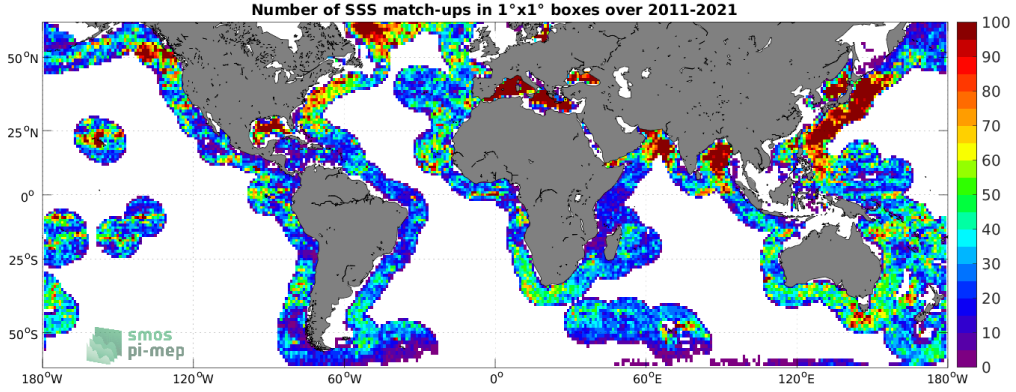 Number of SSS match-ups in 1°x1° boxes over 2011-2021
50°N
25°N
0°
25°S
50°S
180°W
120°W
60°W
0°
60°E
120°E
180°W
100
90
80
70
60
50
40
30
20
10
0
smos
pi-mep